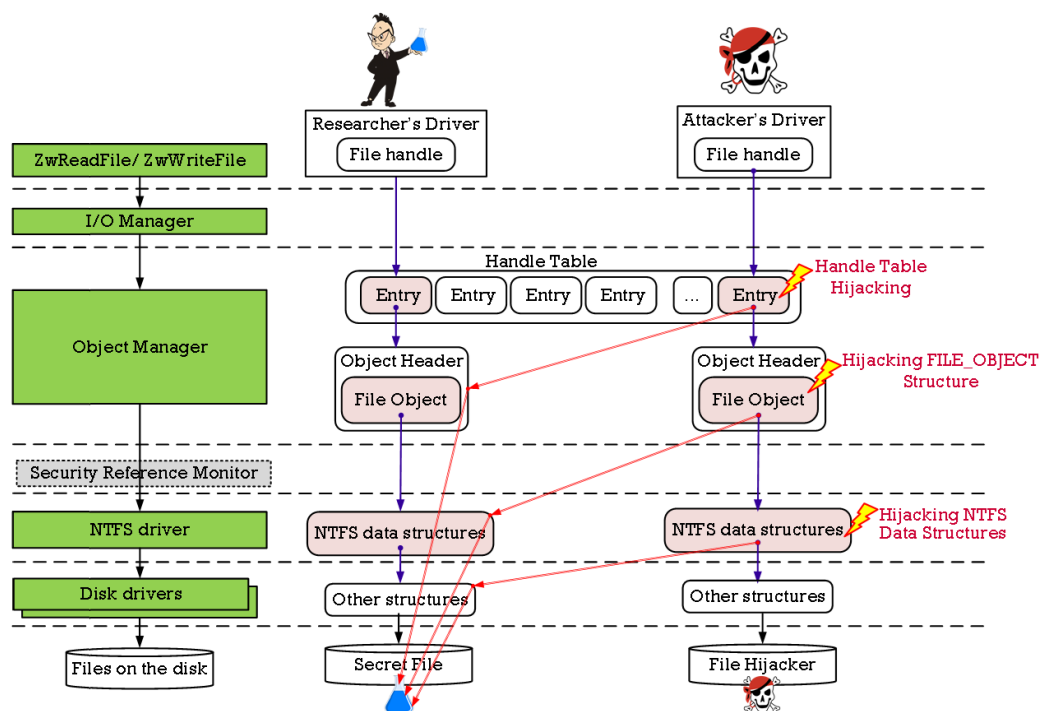 Researcher's Driver
File handle
Attacker's Driver
File handle
ZwReadFile/ ZwWriteFile
I/O Manager
Handle Table
Entry
Entry
Entry
Entry
...
Entry
Handle Table
Hijacking
Object Manager
Object Header
File Object
Object Header
File Object
Hijacking FILE_OBJECT
Structure
Security Reference Monitor
NTFS driver
NTFS data structures
NTFS data structures
Hijacking NTFS
Data Structures
Disk drivers
Other structures
Other structures
Files on the disk
Secret File
File Hijacker